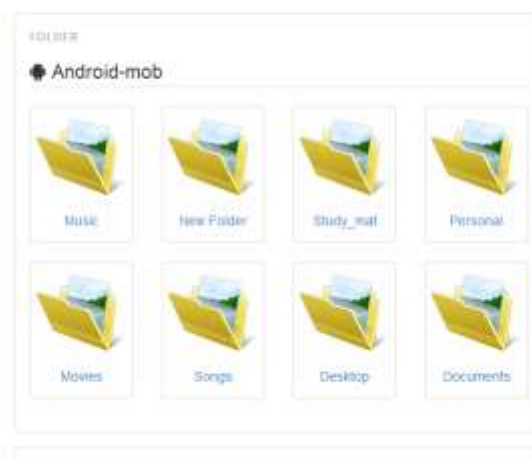 FOLDER
Android-mob
Music New Folder Study_mat Personal
Movies Songs Desktop Documents